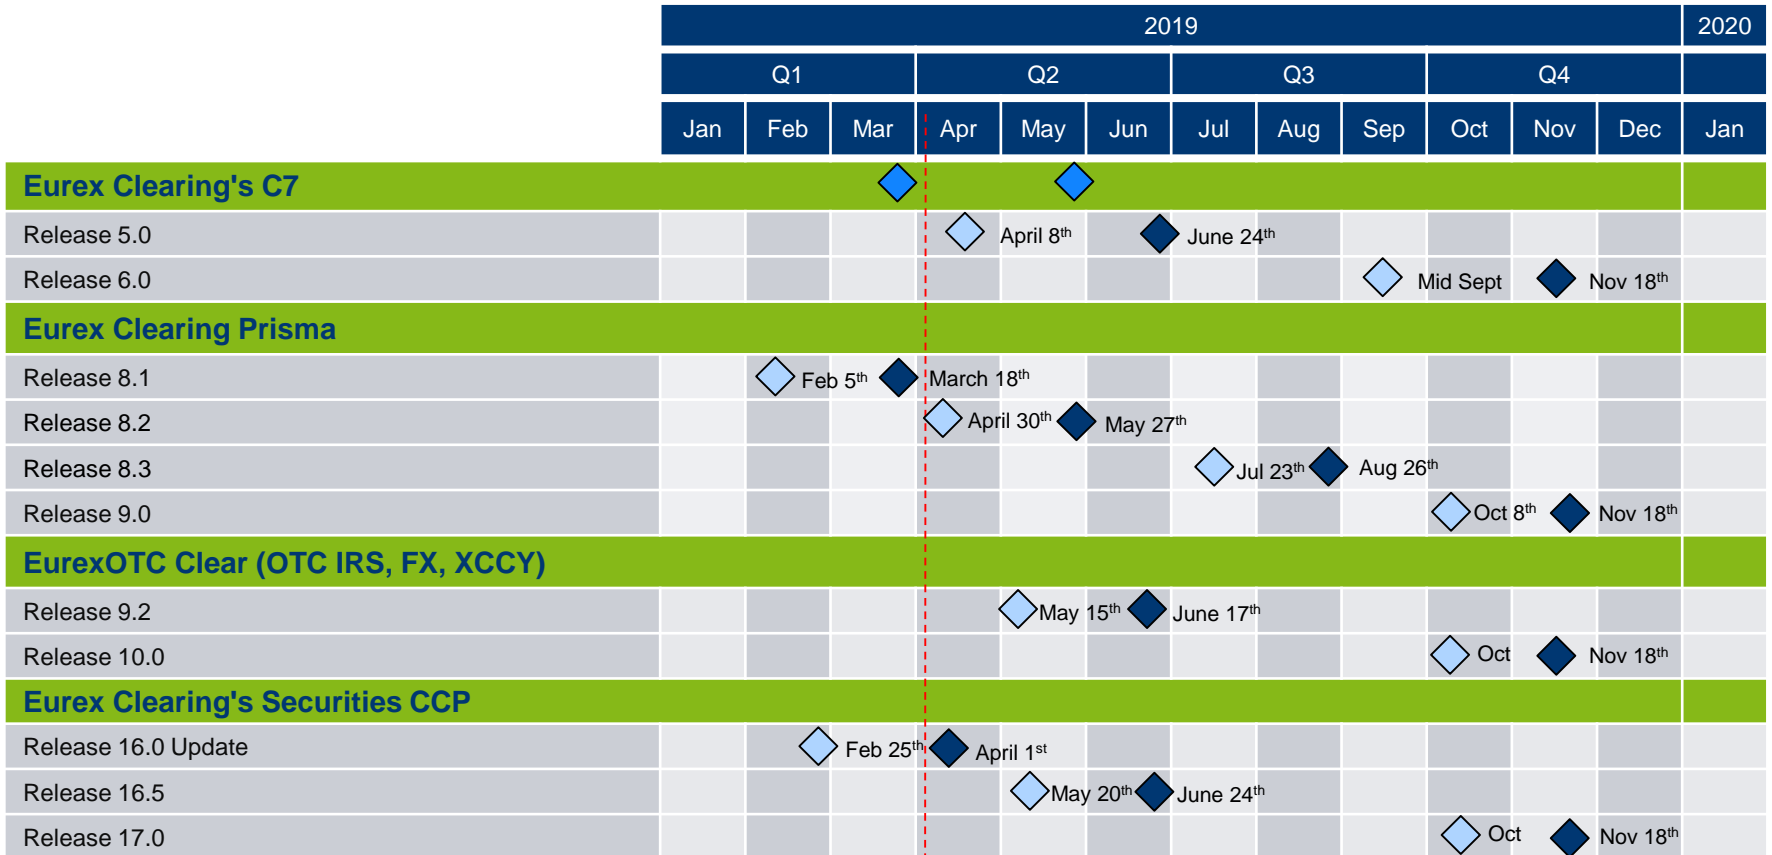 2019 2020
Q1 Q2 Q3 Q4
Jan Feb Mar Apr May Jun Jul Aug Sep Oct Nov Dec Jan
Eurex Clearing's C7
Release 5.0 April 8th June 24th
Release 6.0 Mid Sept Nov 18th
Eurex Clearing Prisma
Release 8.1 Feb 5th March 18th
Release 8.2 April 30th May 27th
Release 8.3 Jul 23th Aug 26th
Release 9.0 Oct 8th Nov 18th
EurexOTC Clear (OTC IRS, FX, XCCY)
Release 9.2 May 15th June 17th
Release 10.0 Oct Nov 18th
Eurex Clearing's Securities CCP
Release 16.0 Update Feb 25th April 1st
Release 16.5 May 20th June 24th
Release 17.0 Oct Nov 18th